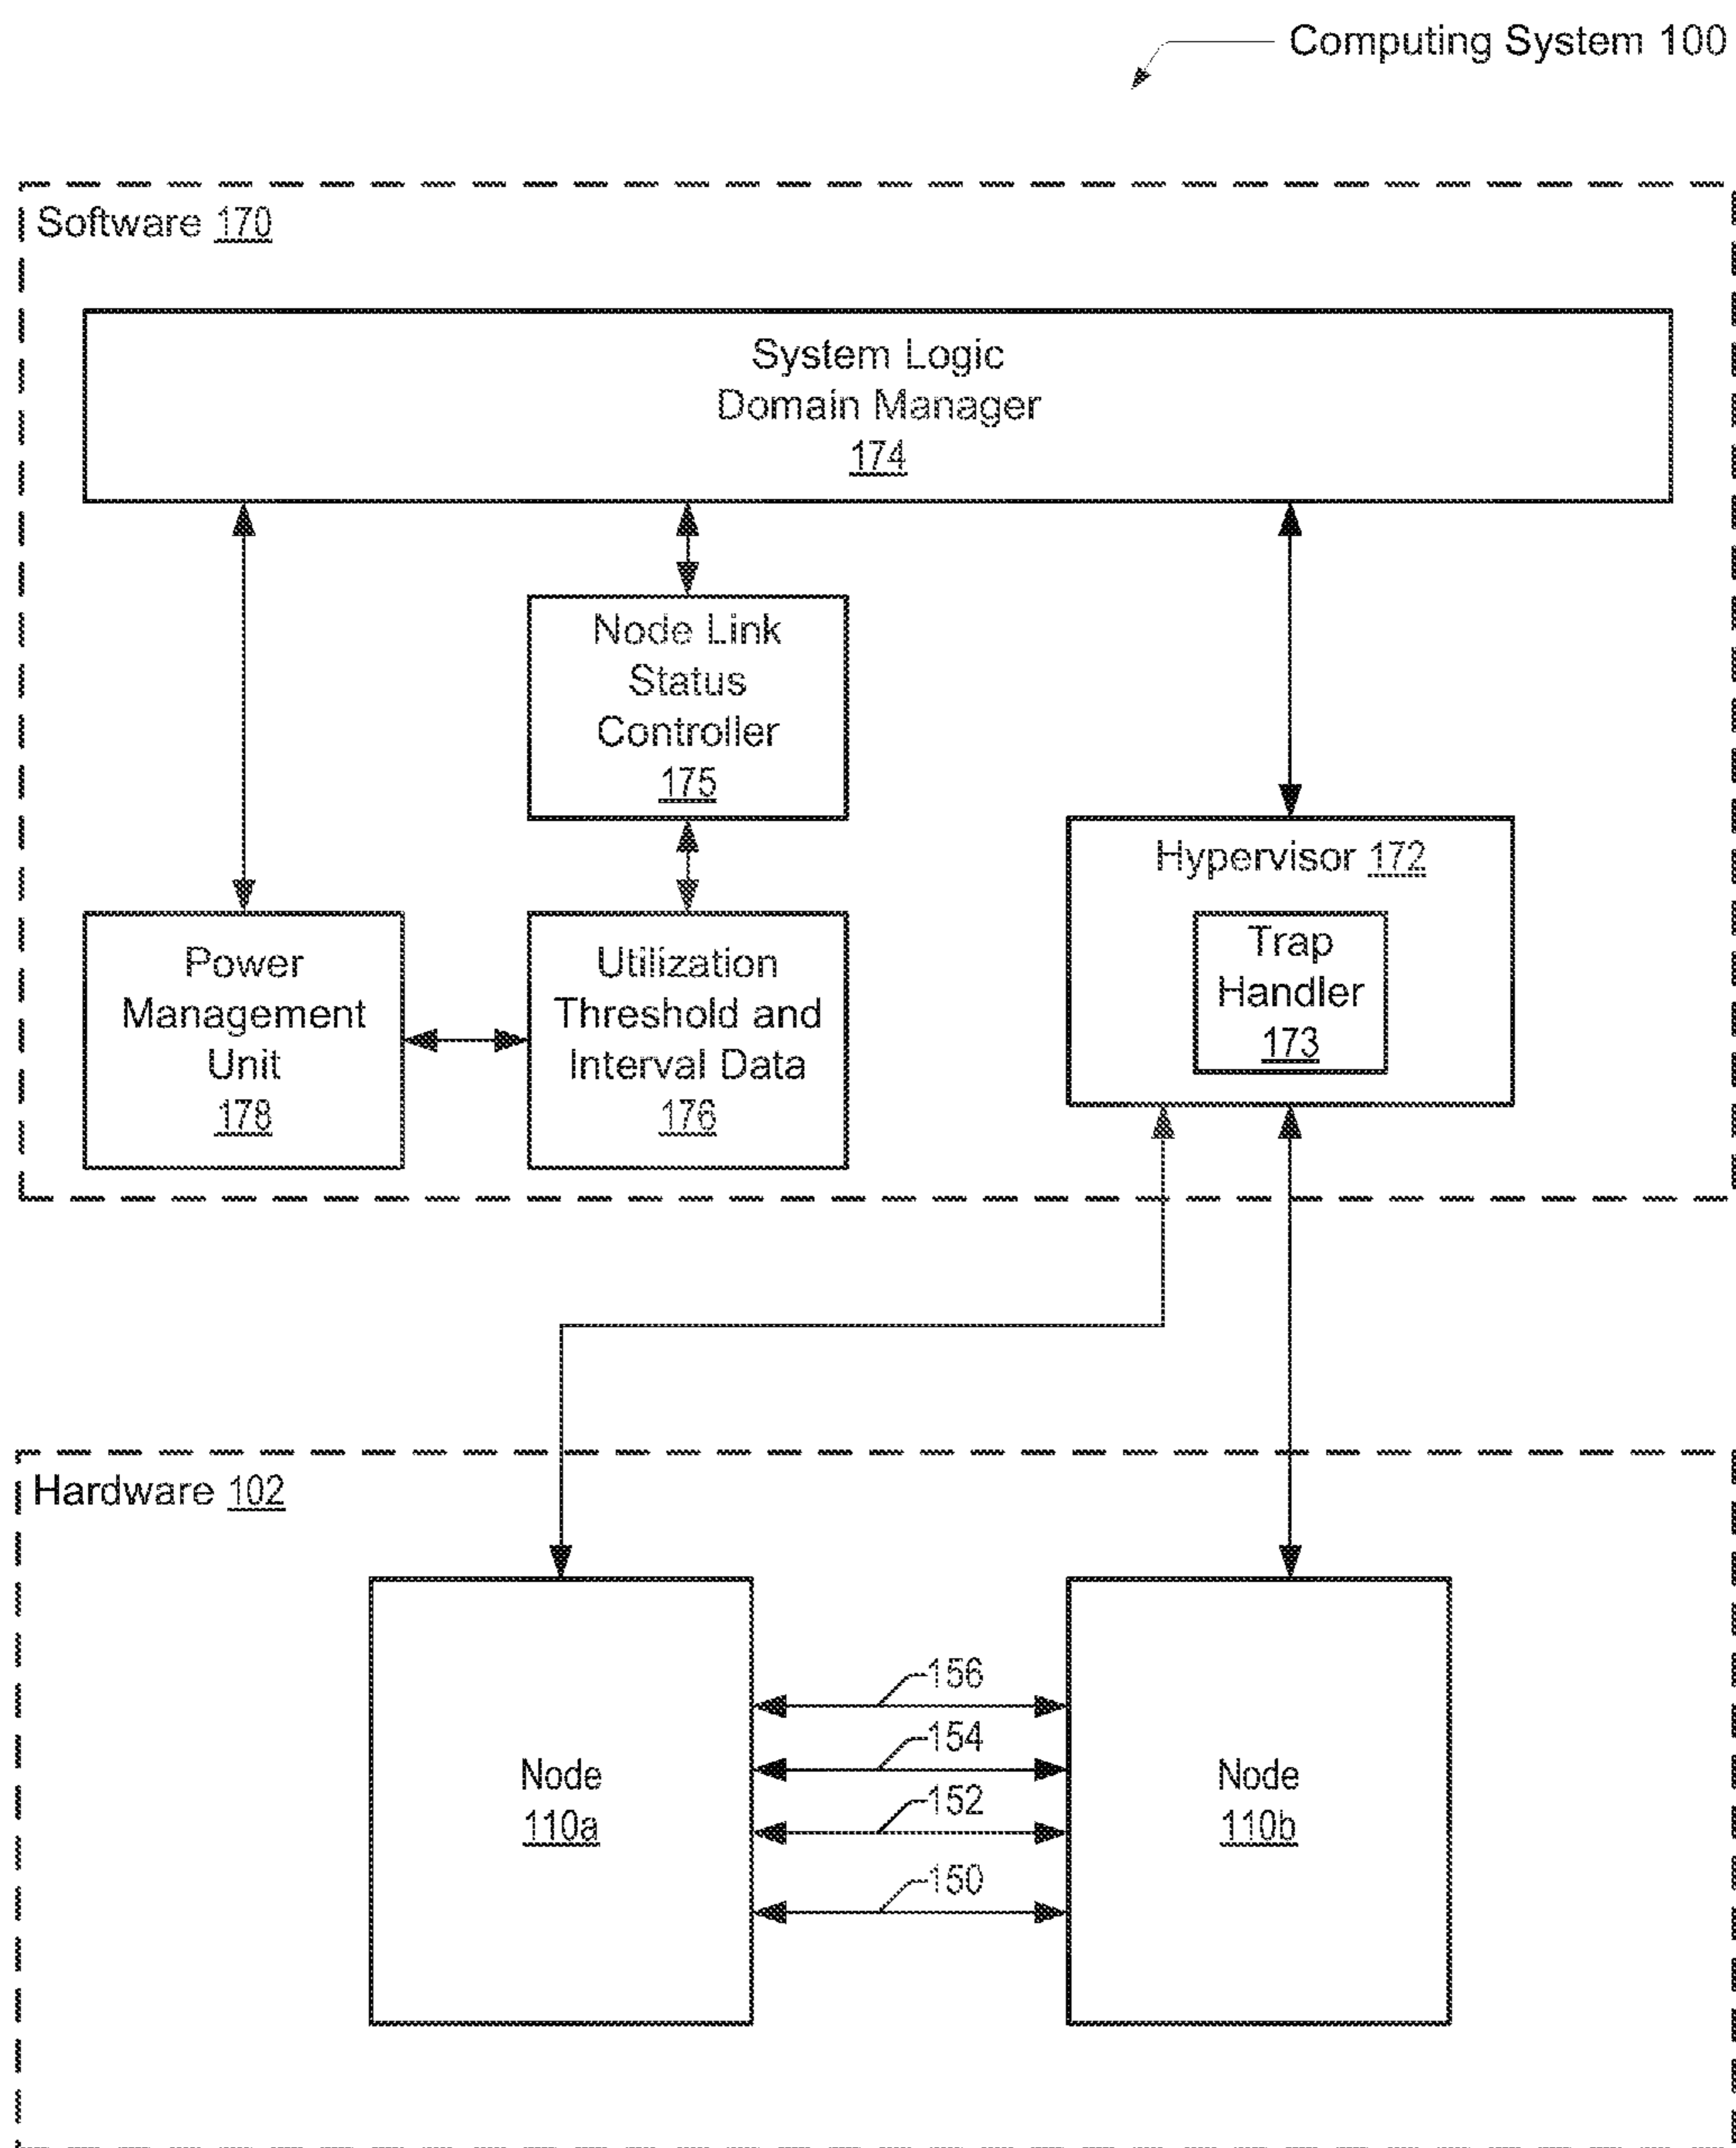 Computing System 100
Software 170
System Logic
Domain Manager
174
Node Link
Status
Controller
175
Hypervisor 172
Trap
Handler
173
Power
Management
Unit
178
Utilization
Threshold and
Interval Data
176
Hardware 102
156
154
152
150
Node
110a
Node
110b